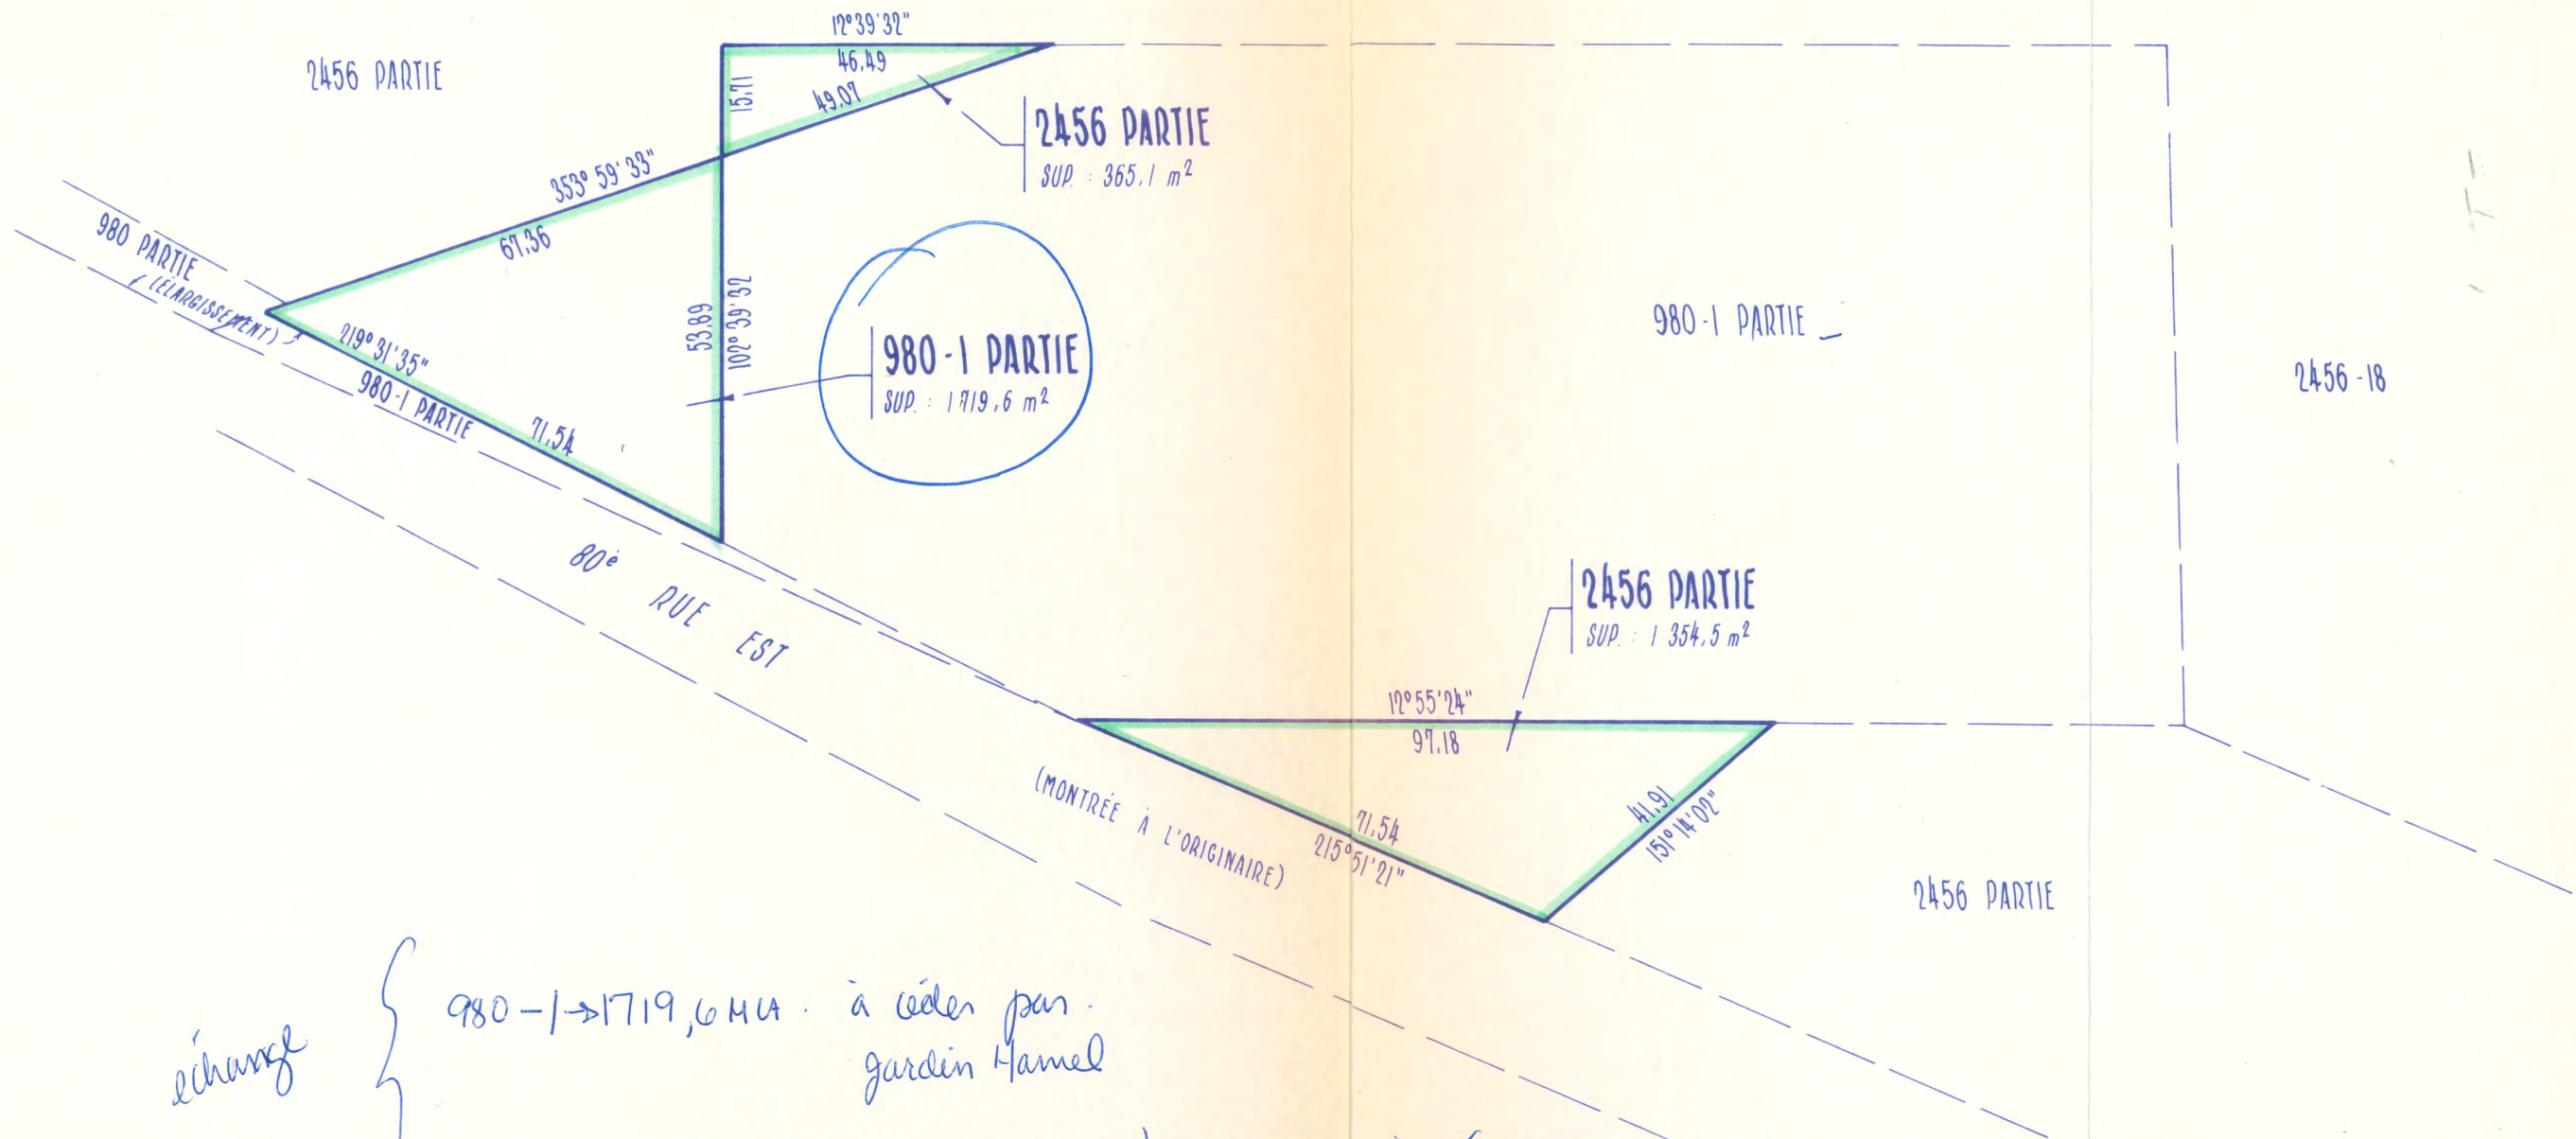 12°39'32"
46.49
15.71
49.07
2456 PARTIE
2456 PARTIE
SUP. : 365.1 m²
353° 59' 33"
67.36
980 PARTIE
(ÉLARGISSEMENT)
219° 31' 35"
980-1 PARTIE
71.54
53.89
102° 39' 32
980-1 PARTIE
SUP. : 1 719,6 m²
980-1 PARTIE
2456-18
80e RUE EST
2456 PARTIE
SUP. : 1 354,5 m²
12°55'24"
97.18
41.91
151° 14' 02"
71.54
215° 51' 21"
(MONTRÉE À L'ORIGINAIRE)
2456 PARTIE
échange
980-1→1719,6 à céder par
jardin Hamel